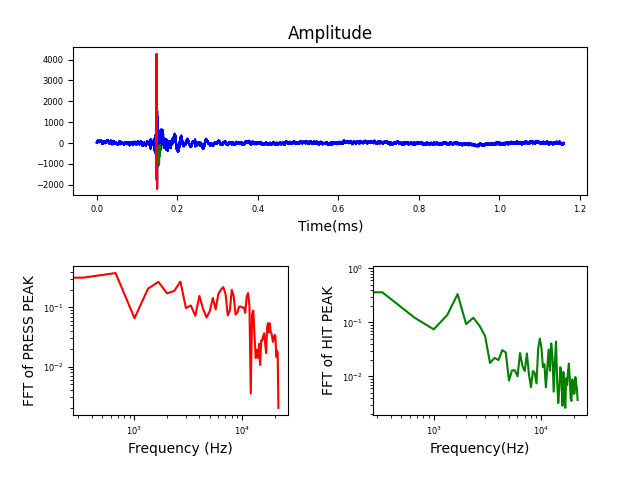 Amplitude
4000
3000
2000
1000
0
−1000
−2000
0.0 0.2 0.4 0.6 0.8 1.0 1.2
Time(ms)
FFT of PRESS PEAK
10⁻¹
10⁻²
10³ 10⁴
Frequency (Hz)
FFT of HIT PEAK
10⁰
10⁻¹
10⁻²
10³ 10⁴
Frequency(Hz)